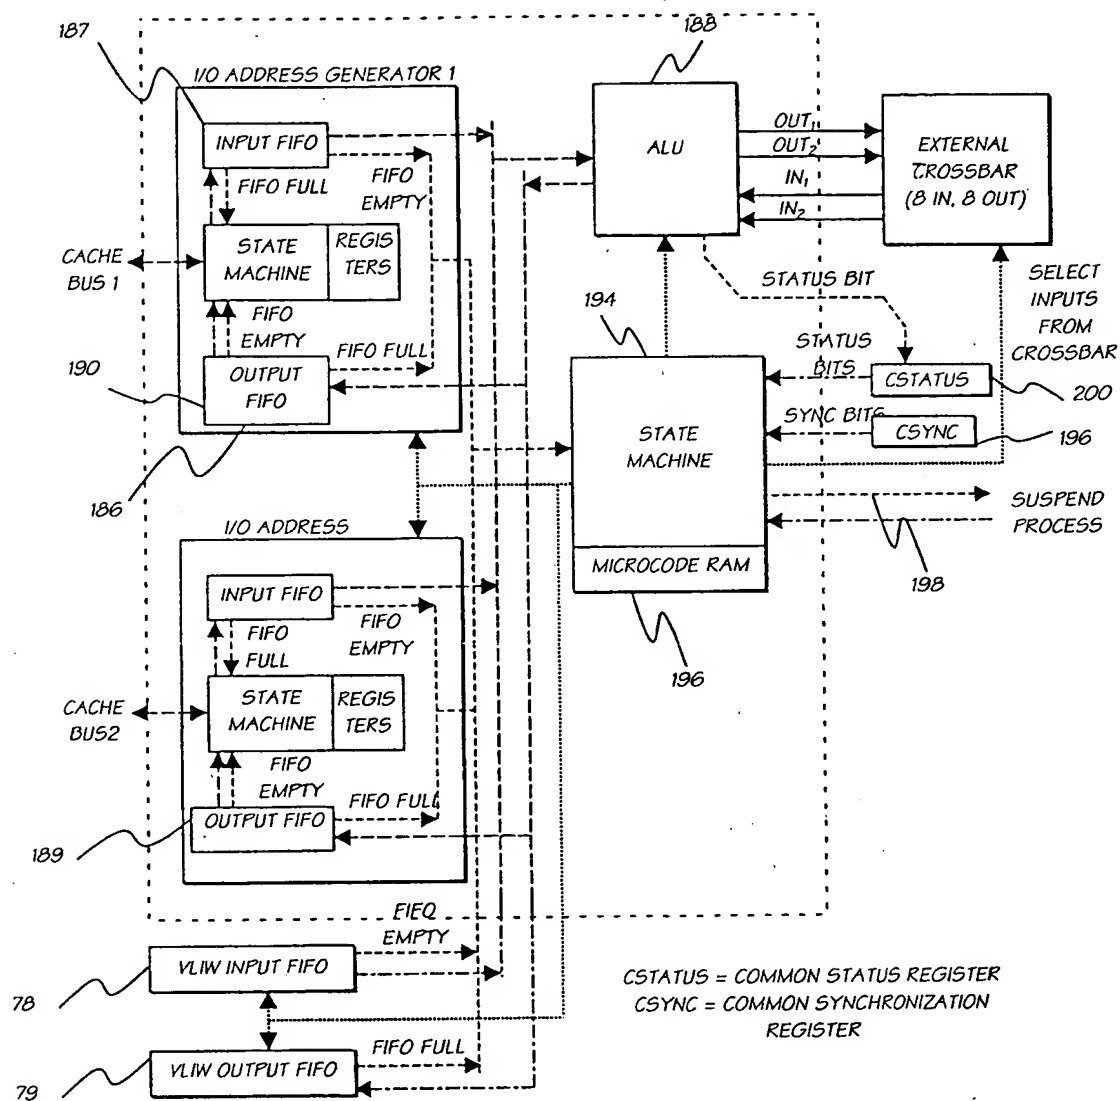 187
188
I/O ADDRESS GENERATOR 1
INPUT FIFO
FIFO FULL
FIFO
EMPTY
CACHE
BUS 1
STATE
MACHINE
REGIS
TERS
FIFO
EMPTY
FIFO FULL
OUTPUT
FIFO
190
186
ALU
OUT1
OUT2
IN1
IN2
EXTERNAL
CROSSBAR
(8 IN, 8 OUT)
STATUS BIT
SELECT
INPUTS
FROM
CROSSBAR
194
STATUS
BITS
CSTATUS
200
SYNC BITS
CSYNC
196
STATE
MACHINE
SUSPEND
PROCESS
198
MICROCODE RAM
196
I/O ADDRESS
INPUT FIFO
FIFO
FULL
FIFO
EMPTY
CACHE
BUS2
STATE
MACHINE
REGIS
TERS
FIFO
EMPTY
FIFO FULL
OUTPUT FIFO
189
FIFO
EMPTY
VLIW INPUT FIFO
78
FIFO FULL
VLIW OUTPUT FIFO
79
CSTATUS = COMMON STATUS REGISTER
CSYNC = COMMON SYNCHRONIZATION
REGISTER